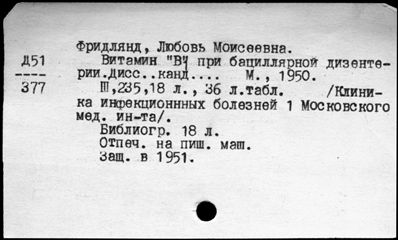 Фридлянд, Любовь Моисеевна.
Д51
Витамин "В₁" при бациллярной дизенте-
рии.Дисс..канд.... М., 1950.
377
Ш,235,18 л., 36 л.табл. /Клини-
ка инфекционнных болезней 1 Московского
мед. ин-та/.
Библиогр. 18 л.
Отпеч. на пиш. маш.
Защ. в 1951.